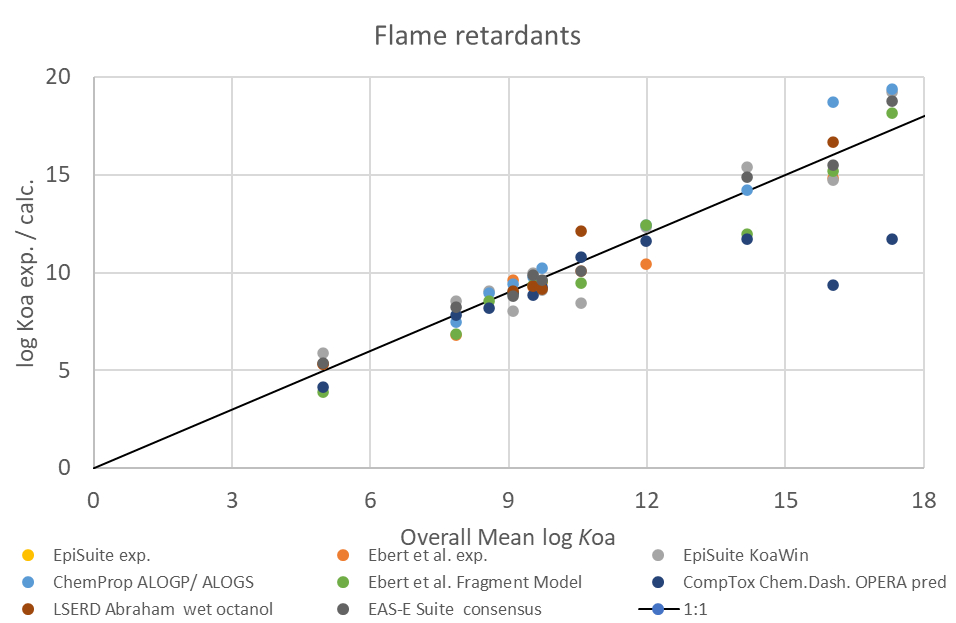 Flame retardants
20
15
10
5
0
log Koa exp. / calc.
0 3 6 9 12 15 18
Overall Mean log Koa
EpiSuite exp. Ebert et al. exp. EpiSuite KoaWin
ChemProp ALOGP/ ALOGS Ebert et al. Fragment Model CompTox Chem.Dash. OPERA pred
LSERD Abraham wet octanol EAS-E Suite consensus 1:1